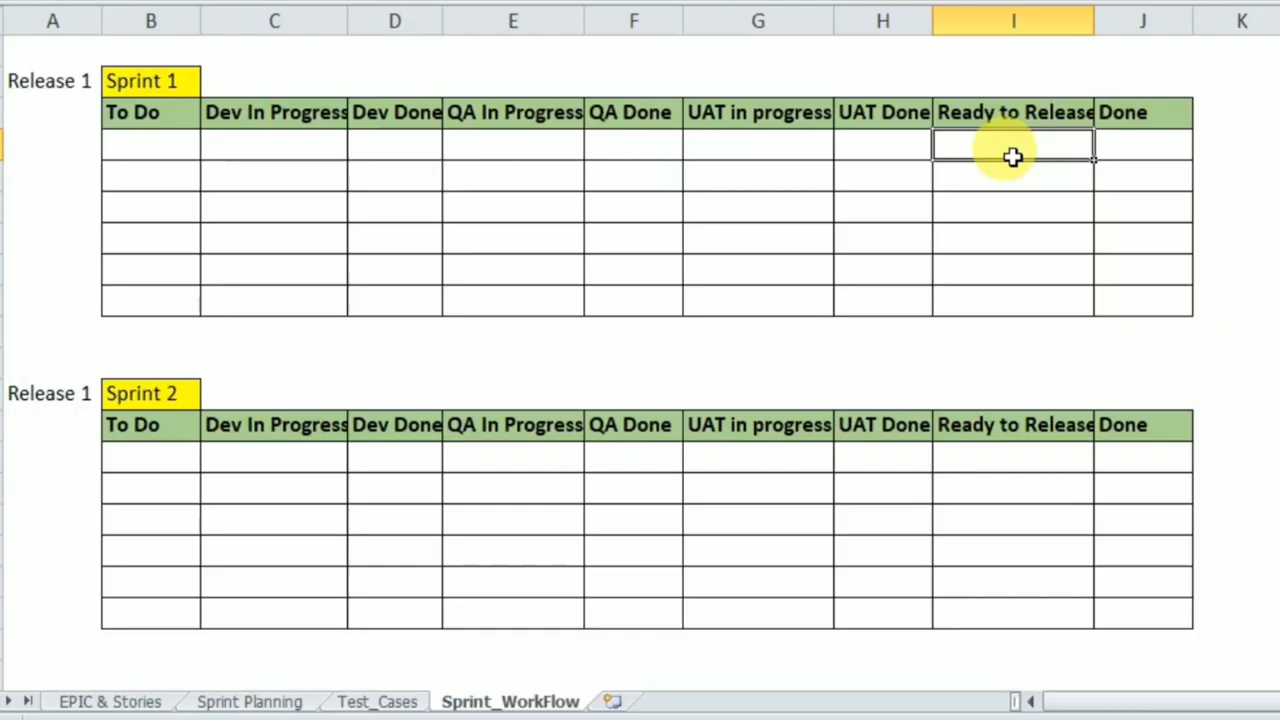 A B C D E F G H I J K
Release 1 Sprint 1
To Do Dev In Progress Dev Done QA In Progress QA Done UAT in progress UAT Done Ready to Release Done
Release 1 Sprint 2
To Do Dev In Progress Dev Done QA In Progress QA Done UAT in progress UAT Done Ready to Release Done
EPIC & Stories Sprint Planning Test_Cases Sprint_WorkFlow